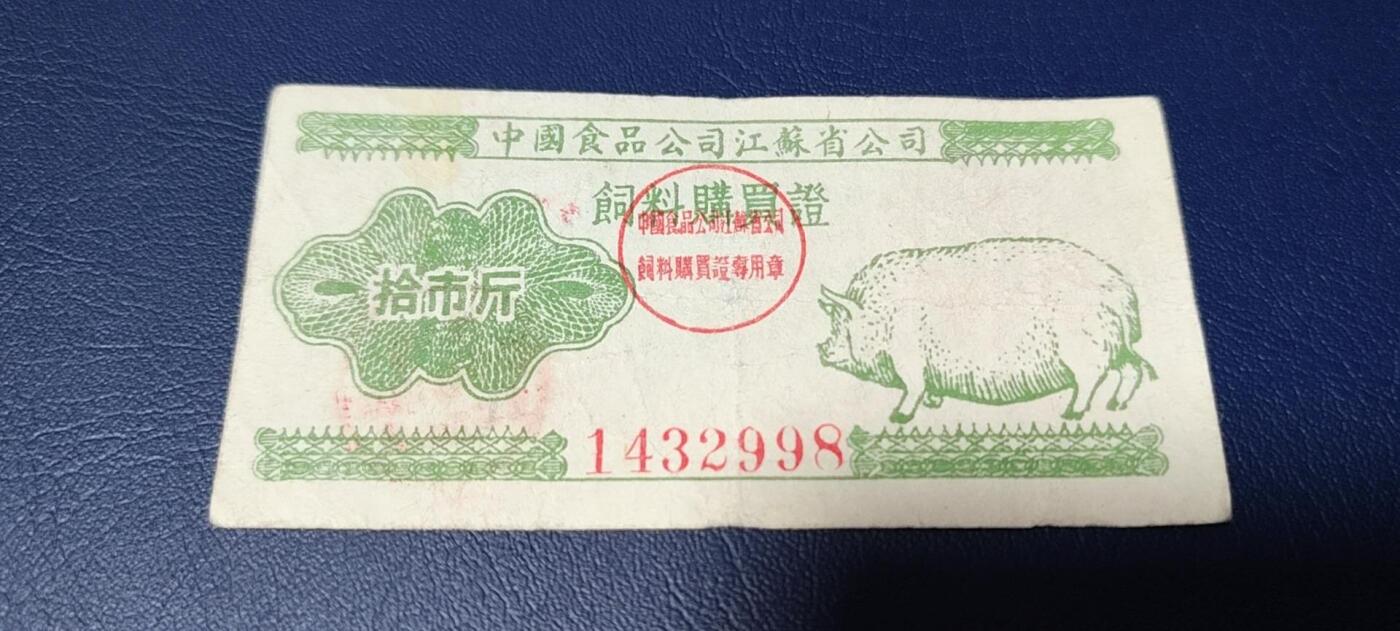 中國食品公司江蘇省公司
飼料購買證
中國食品公司江蘇省公司
飼料購買證專用章
拾市斤
1432998